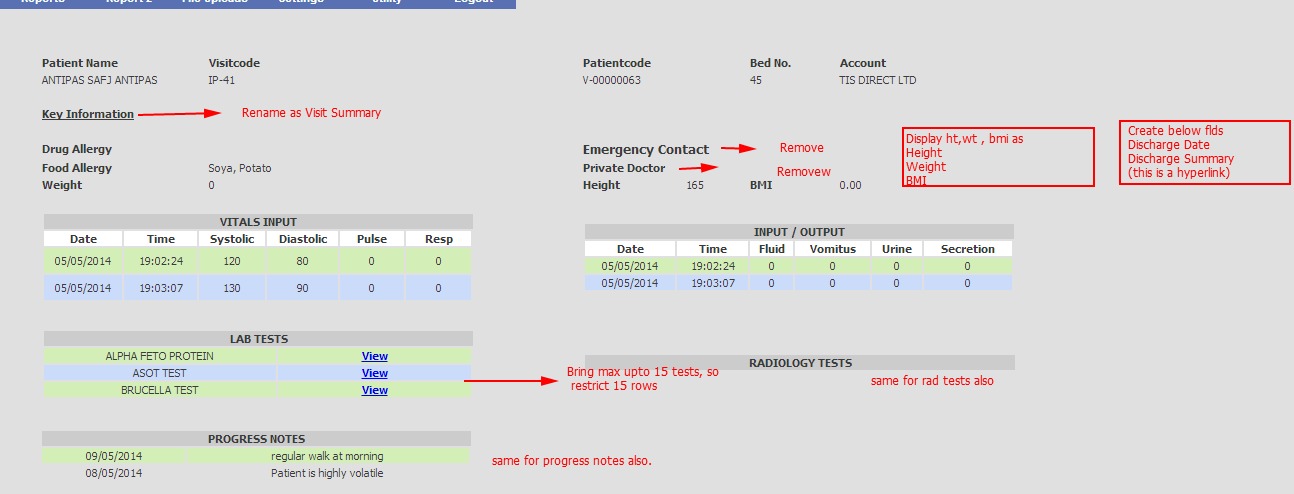 Reports Report 2 File Uploads Settings Utility Logout
Patient Name Visitcode Patientcode Bed No. Account
ANTIPAS SAFJ ANTIPAS IP-41 V-00000063 45 TIS DIRECT LTD
Key Information Rename as Visit Summary
Drug Allergy Emergency Contact Remove
Food Allergy Soya, Potato Private Doctor Removew
Weight 0 Height 165 BMI 0.00
Display ht,wt , bmi as
Height
Weight
BMI
Create below flds
Discharge Date
Discharge Summary
(this is a hyperlink)
VITALS INPUT
Date Time Systolic Diastolic Pulse Resp
05/05/2014 19:02:24 120 80 0 0
05/05/2014 19:03:07 130 90 0 0
INPUT / OUTPUT
Date Time Fluid Vomitus Urine Secretion
05/05/2014 19:02:24 0 0 0 0
05/05/2014 19:03:07 0 0 0 0
LAB TESTS
ALPHA FETO PROTEIN View
ASOT TEST View
BRUCELLA TEST View
RADIOLOGY TESTS
Bring max upto 15 tests, so
restrict 15 rows
same for rad tests also
PROGRESS NOTES
09/05/2014 regular walk at morning
08/05/2014 Patient is highly volatile
same for progress notes also.